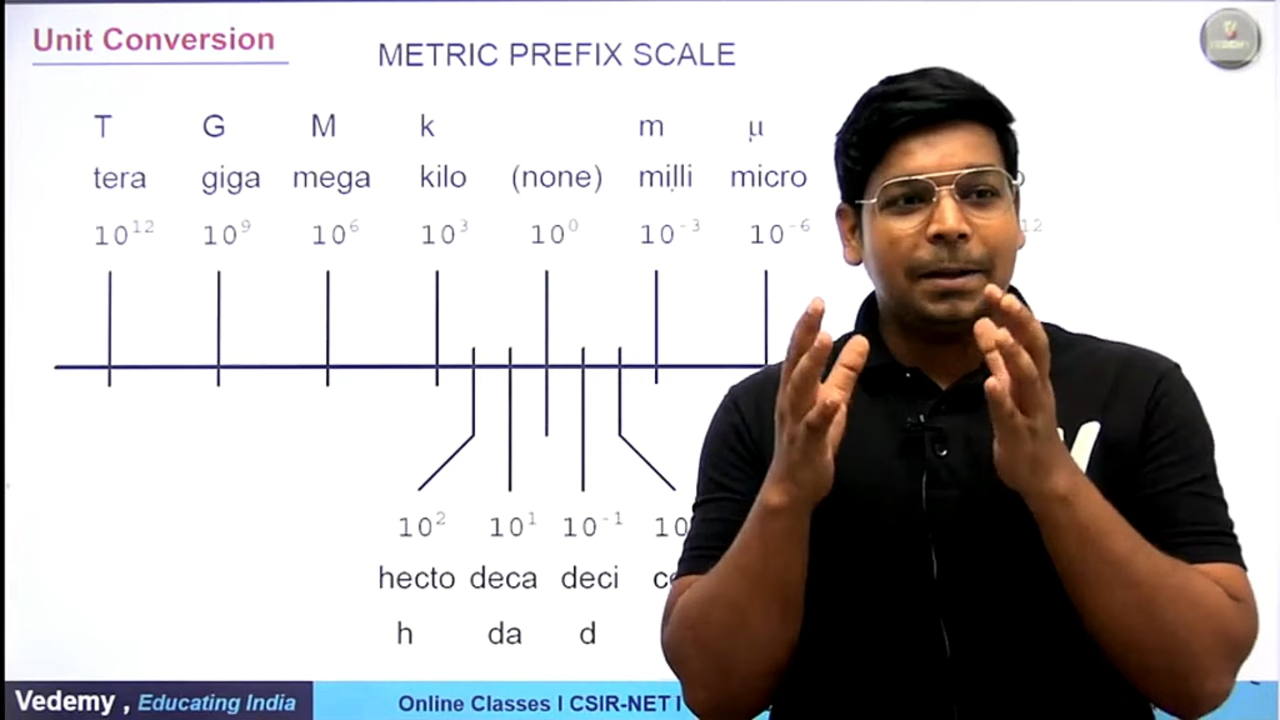 Unit Conversion
METRIC PREFIX SCALE
T G M k m μ
tera giga mega kilo (none) milli micro
10¹² 10⁹ 10⁶ 10³ 10⁰ 10⁻³ 10⁻⁶
10² 10¹ 10⁻¹ 10
hecto deca deci
h da d
Vedemy , Educating India
Online Classes I CSIR-NET I